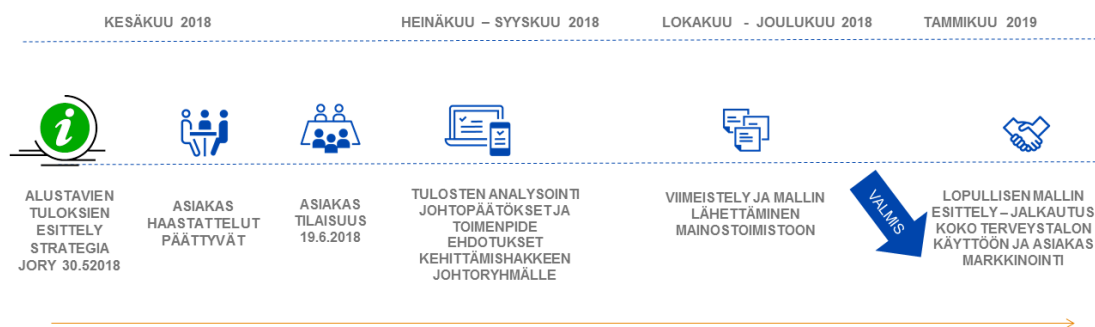 KESÄKUU 2018
HEINÄKUU – SYYSKUU 2018
LOKAKUU - JOULUKUU 2018
TAMMIKUU 2019
i
ALUSTAVIEN
TULOKSIEN
ESITTELY
STRATEGIA
JORY 30.52018
ASIAKAS
HAASTATTELUT
PÄÄTTYVÄT
ASIAKAS
TILAISUUS
19.6.2018
TULOSTEN ANALYSOINTI
JOHTOPÄÄTÖKSET JA
TOIMENPIDE
EHDOTUKSET
KEHITTÄMISHAKKEEN
JOHTORYHMÄLLE
VIIMEISTELY JA MALLIN
LÄHETTÄMINEN
MAINOSTOIMISTOON
VALMIS
LOPULLISEN MALLIN
ESITTELY – JALKAUTUS
KOKO TERVEYSTALON
KÄYTTÖÖN JA ASIAKAS
MARKKINOINTI